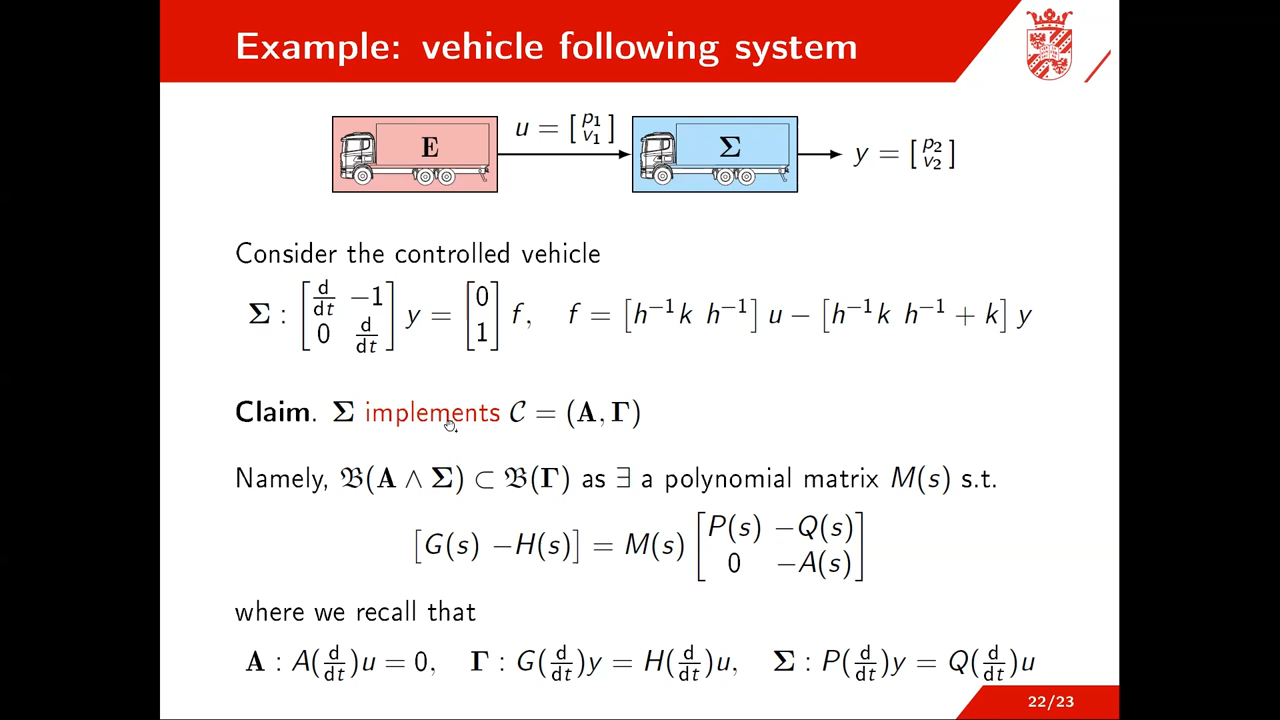 Example: vehicle following system
E
u = [p₁ v₁]
Σ
y = [p₂ v₂]
Consider the controlled vehicle
Σ : [d/dt −1; 0 d/dt] y = [0; 1] f, f = [h⁻¹k h⁻¹] u − [h⁻¹k h⁻¹ + k] y
Claim. Σ implements 𝒞 = (A, Γ)
Namely, 𝔅(A ∧ Σ) ⊂ 𝔅(Γ) as ∃ a polynomial matrix M(s) s.t.
[G(s) −H(s)] = M(s) [P(s) −Q(s); 0 −A(s)]
where we recall that
A : A(d/dt)u = 0, Γ : G(d/dt)y = H(d/dt)u, Σ : P(d/dt)y = Q(d/dt)u
22/23